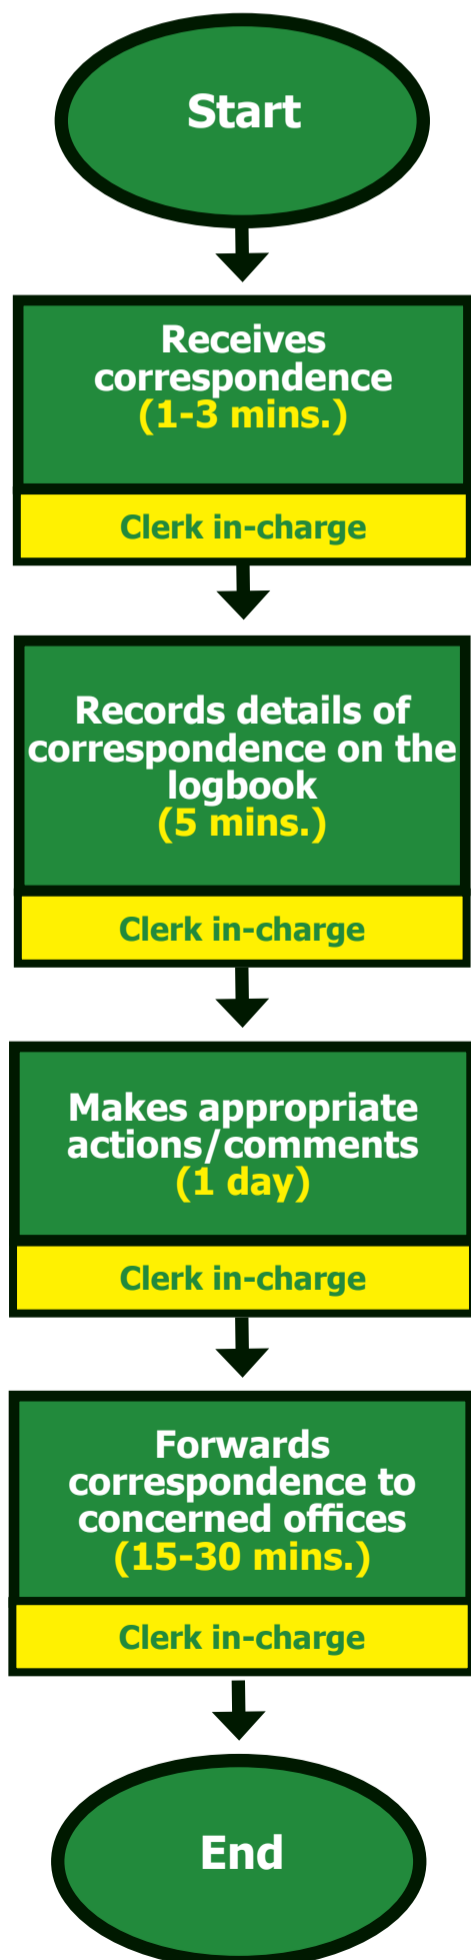 Start
Receives
correspondence
(1-3 mins.)
Clerk in-charge
Records details of
correspondence on the
logbook
(5 mins.)
Clerk in-charge
Makes appropriate
actions/comments
(1 day)
Clerk in-charge
Forwards
correspondence to
concerned offices
(15-30 mins.)
Clerk in-charge
End